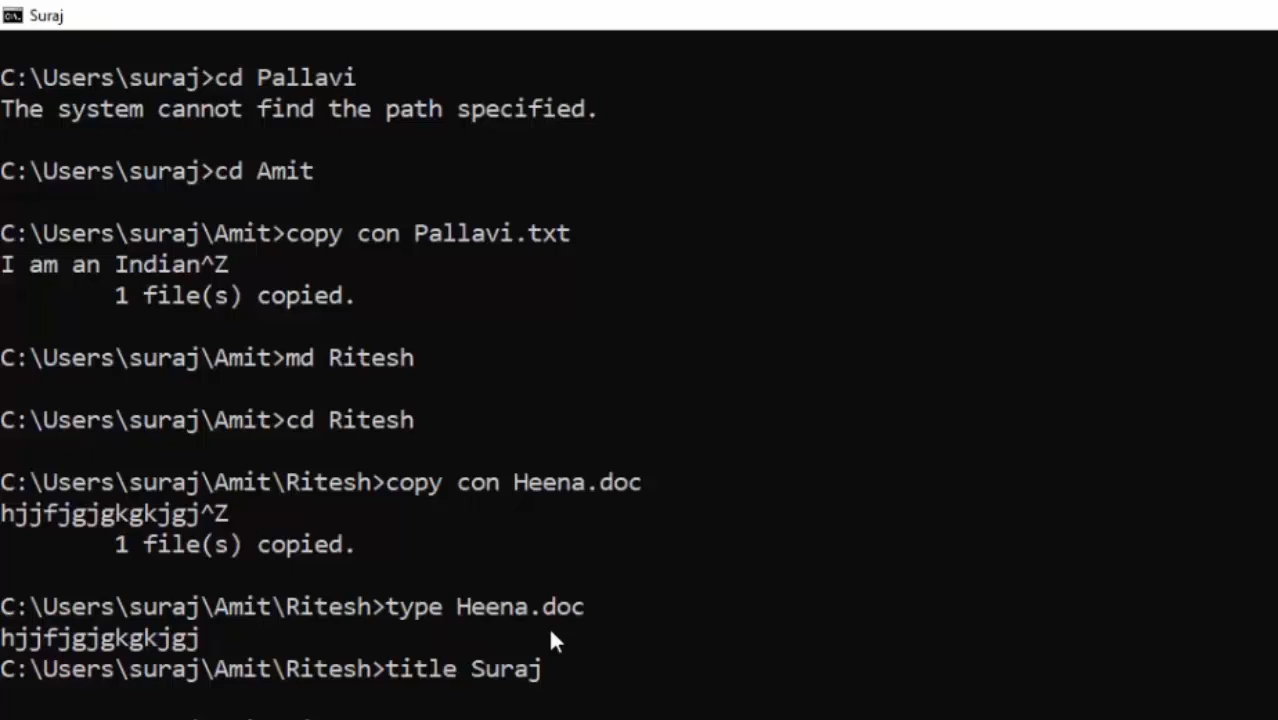 Suraj
C:\Users\suraj>cd Pallavi
The system cannot find the path specified.
C:\Users\suraj>cd Amit
C:\Users\suraj\Amit>copy con Pallavi.txt
I am an Indian^Z
1 file(s) copied.
C:\Users\suraj\Amit>md Ritesh
C:\Users\suraj\Amit>cd Ritesh
C:\Users\suraj\Amit\Ritesh>copy con Heena.doc
hjjfjgjgkgkjgj^Z
1 file(s) copied.
C:\Users\suraj\Amit\Ritesh>type Heena.doc
hjjfjgjgkgkjgj
C:\Users\suraj\Amit\Ritesh>title Suraj